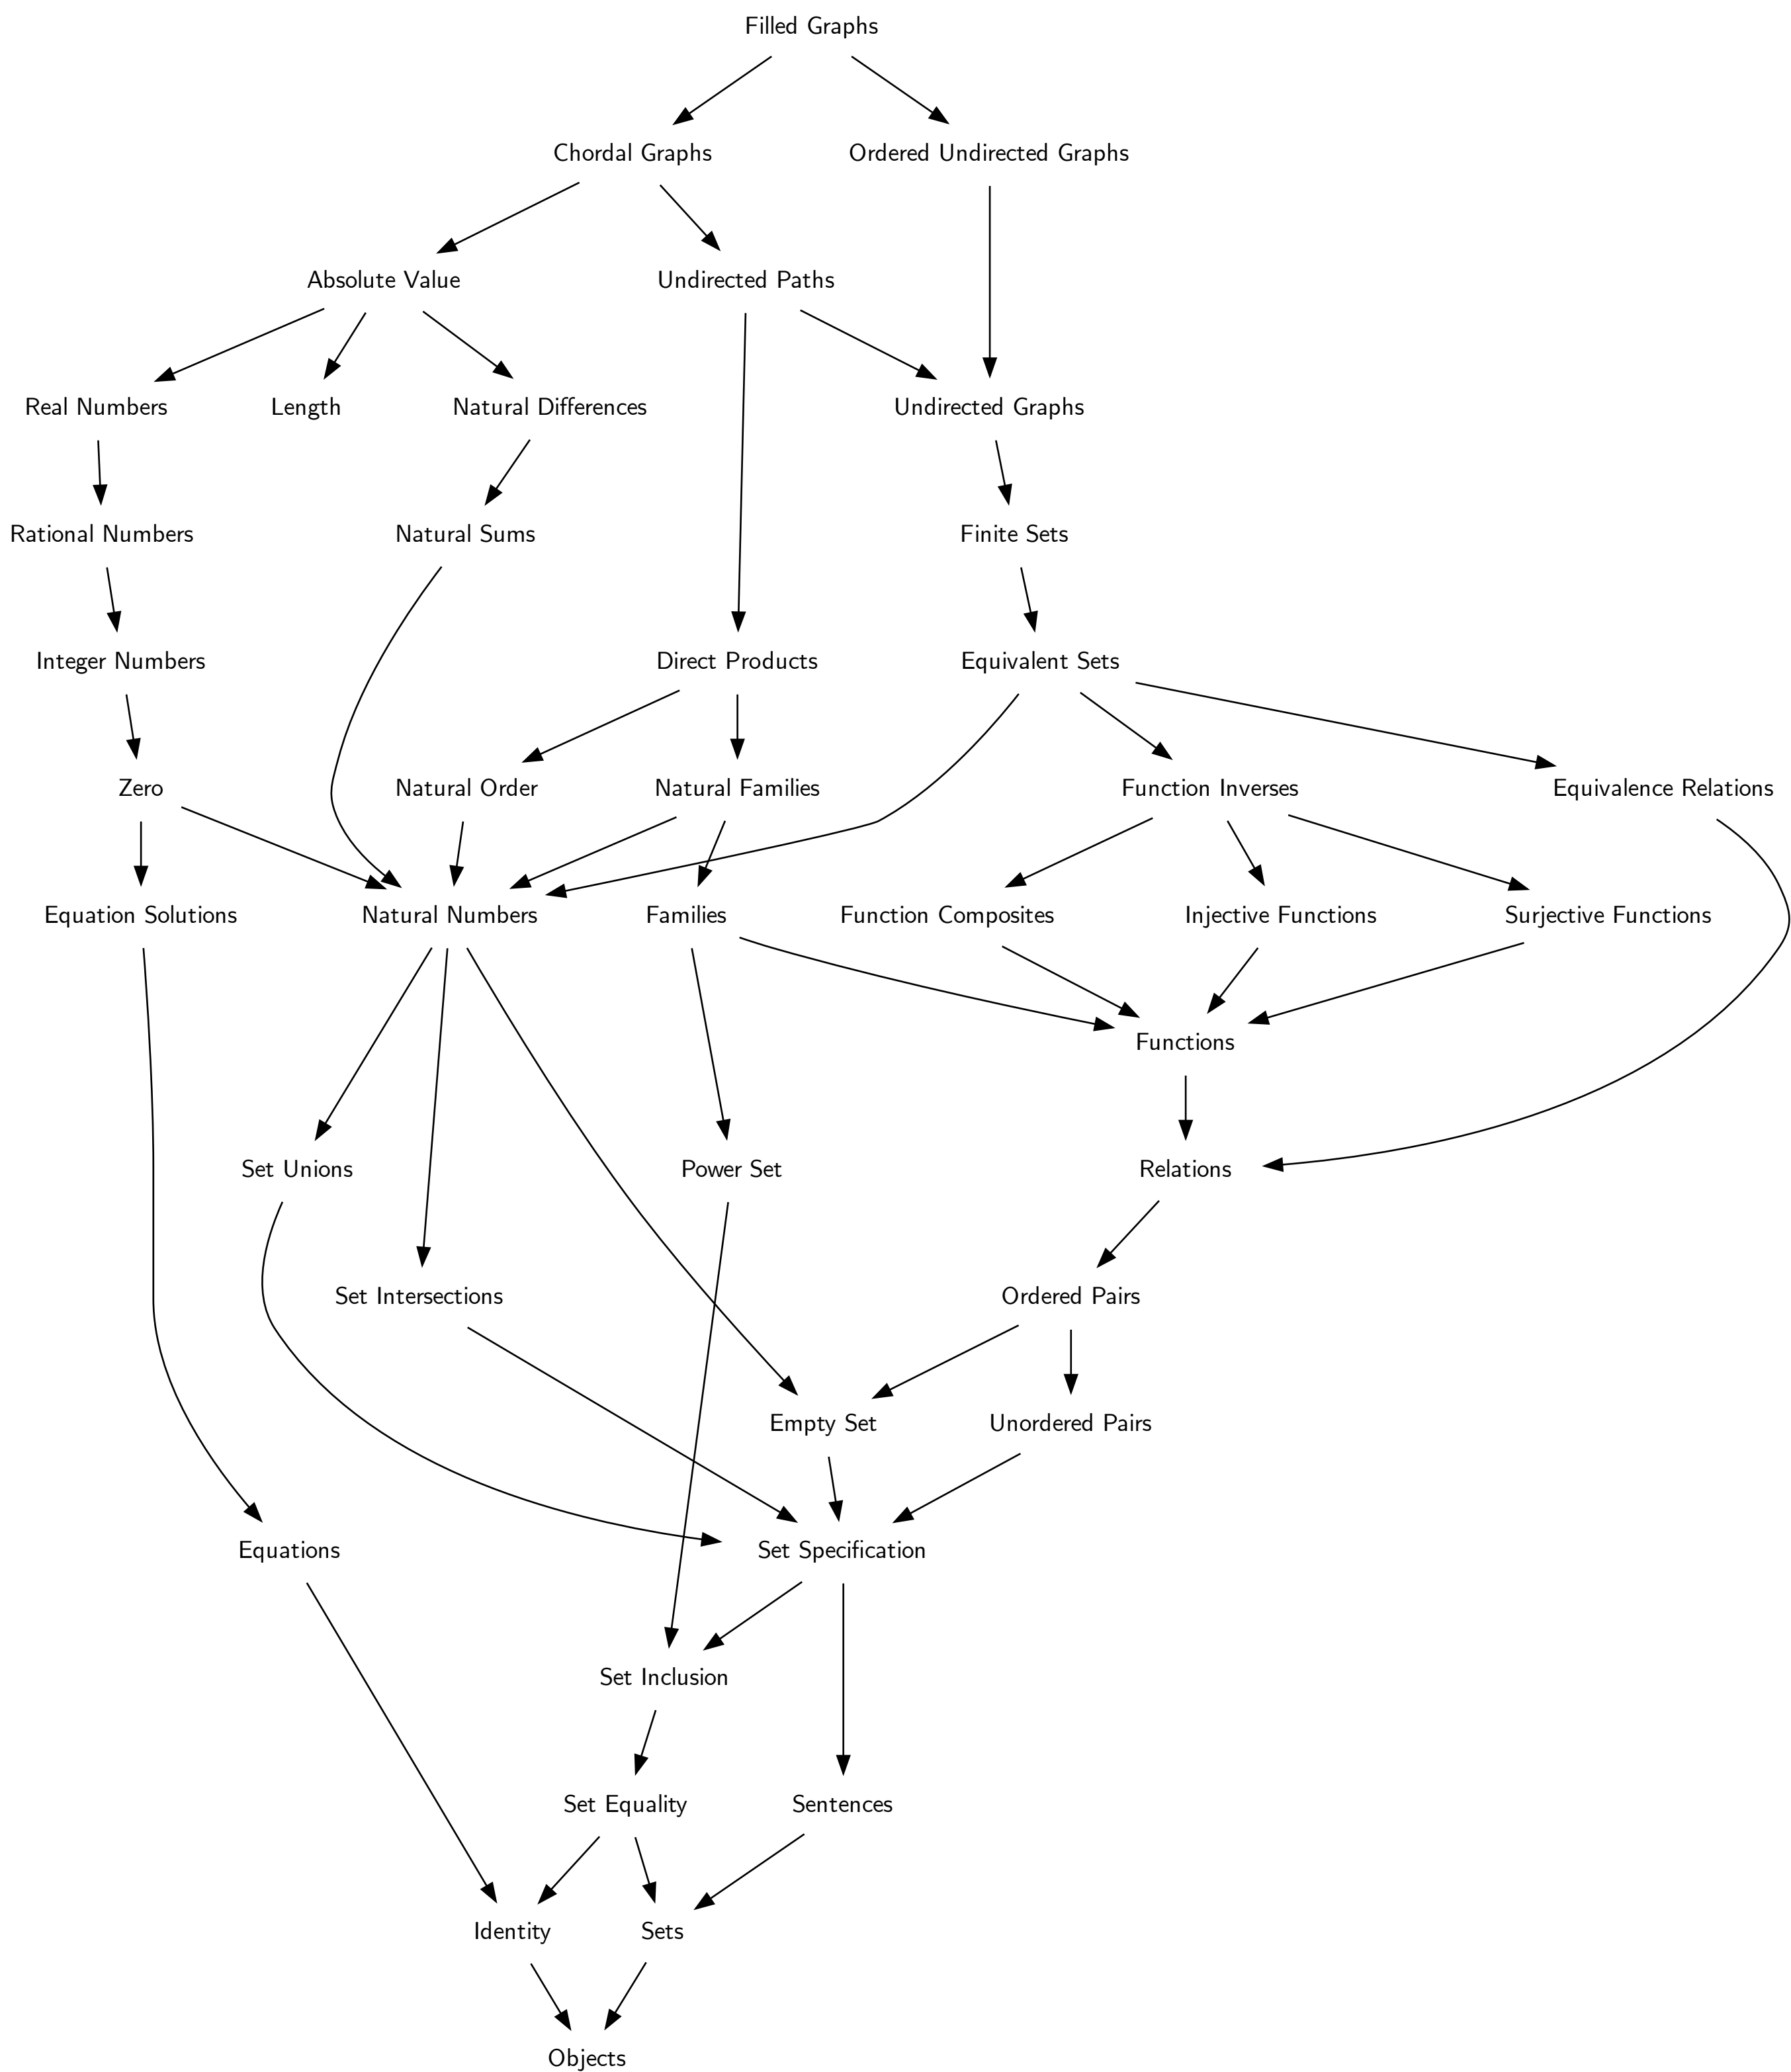 Filled Graphs
Chordal Graphs
Ordered Undirected Graphs
Absolute Value
Undirected Paths
Real Numbers
Length
Natural Differences
Undirected Graphs
Rational Numbers
Natural Sums
Finite Sets
Integer Numbers
Direct Products
Equivalent Sets
Zero
Natural Order
Natural Families
Function Inverses
Equivalence Relations
Equation Solutions
Natural Numbers
Families
Function Composites
Injective Functions
Surjective Functions
Functions
Set Unions
Power Set
Relations
Set Intersections
Ordered Pairs
Empty Set
Unordered Pairs
Equations
Set Specification
Set Inclusion
Set Equality
Sentences
Identity
Sets
Objects